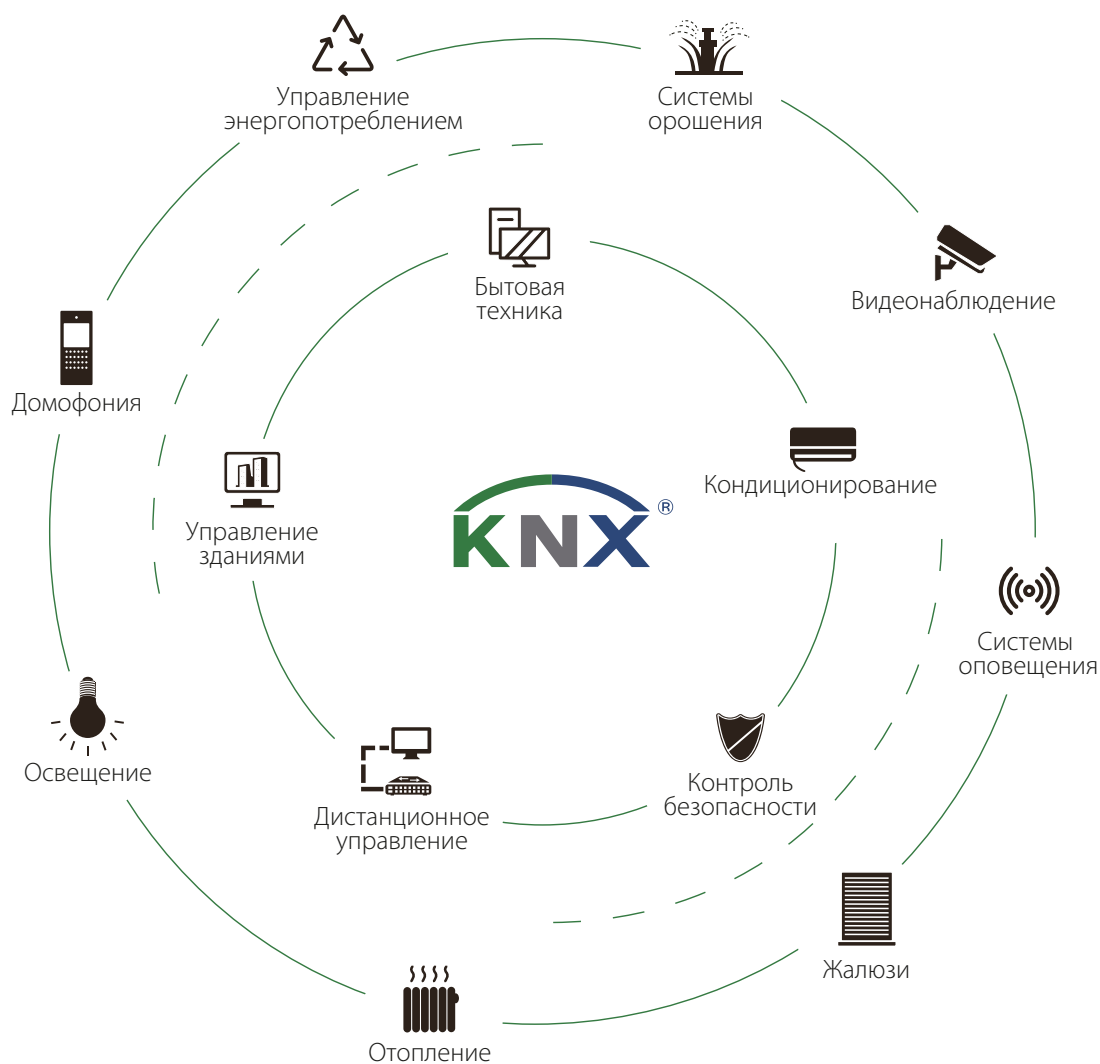 Управление
энергопотреблением
Системы
орошения
Бытовая
техника
Видеонаблюдение
Домофония
Кондиционирование
Управление
зданиями
KNX®
Системы
оповещения
Освещение
Контроль
безопасности
Дистанционное
управление
Жалюзи
Отопление